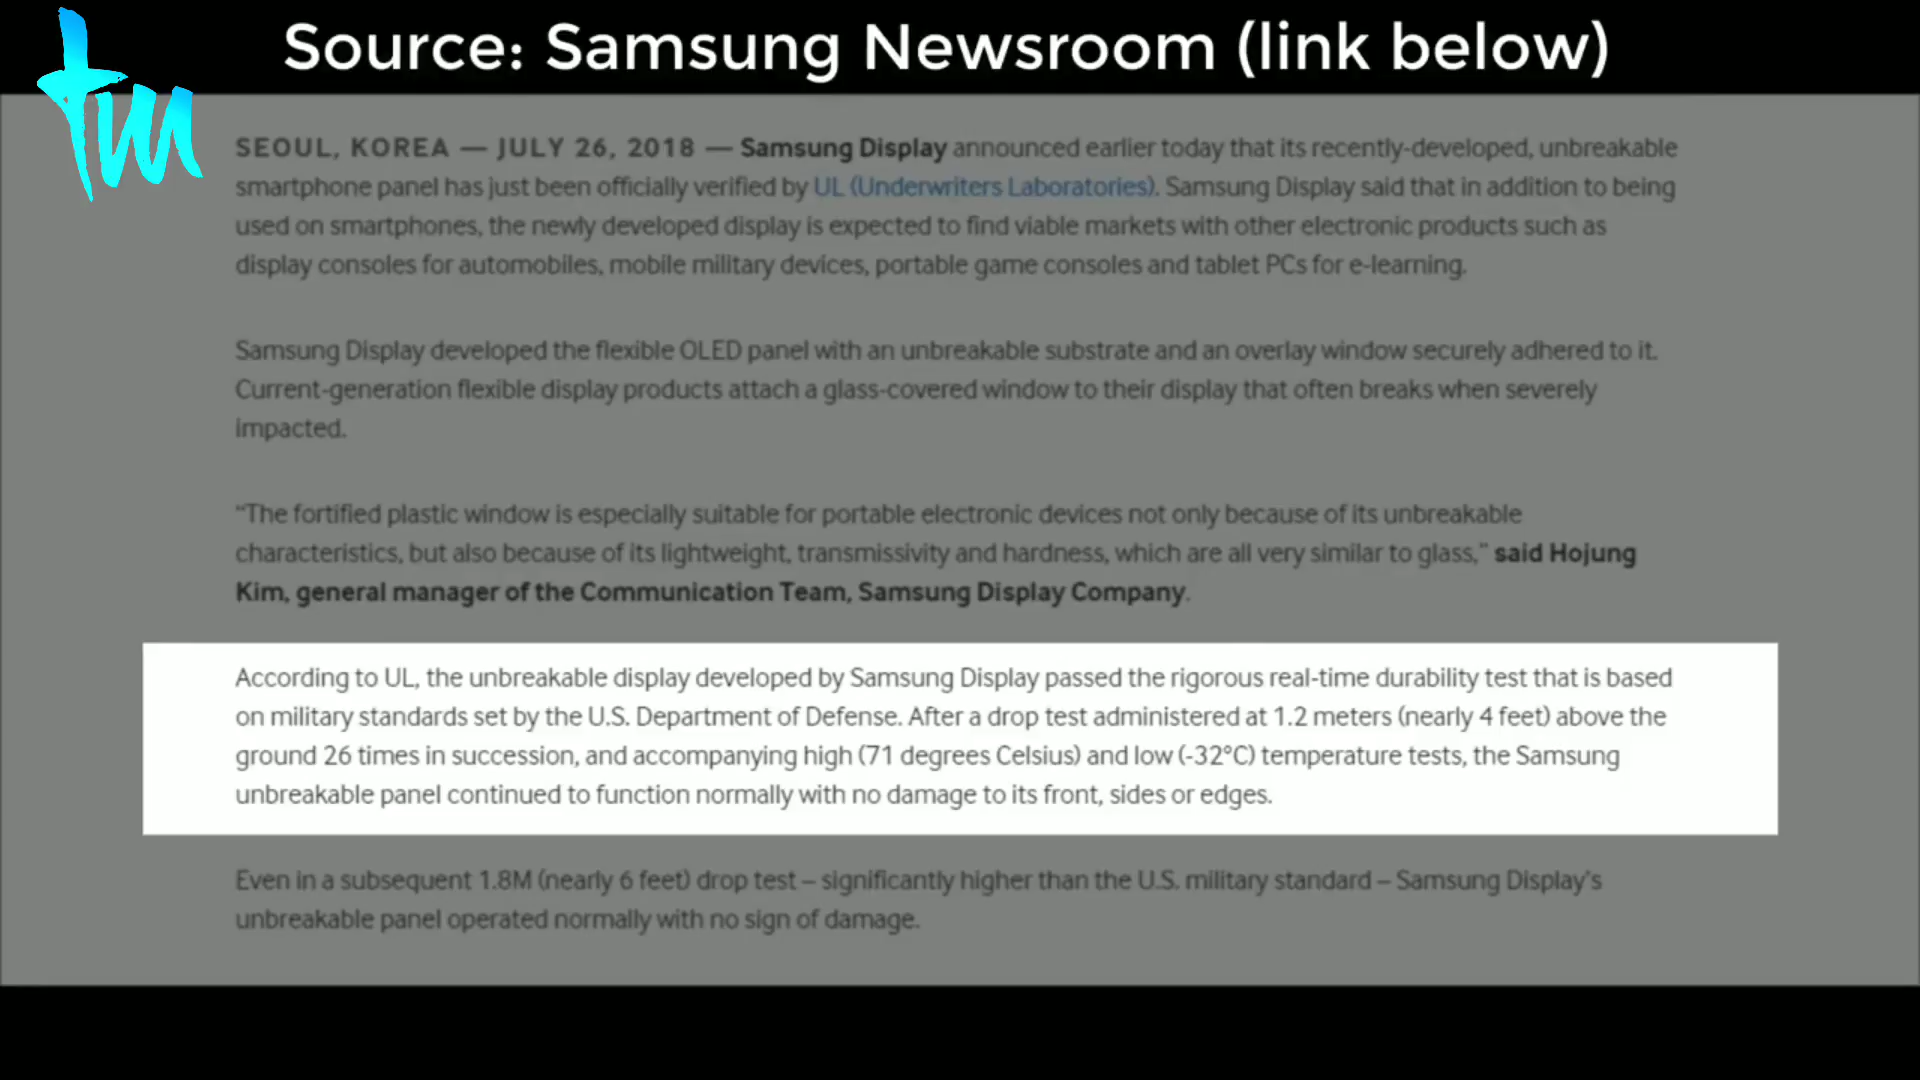 Source: Samsung Newsroom (link below)
tm
SEOUL, KOREA — JULY 26, 2018 — Samsung Display announced earlier today that its recently-developed, unbreakable
smartphone panel has just been officially verified by UL (Underwriters Laboratories). Samsung Display said that in addition to being
used on smartphones, the newly developed display is expected to find viable markets with other electronic products such as
display consoles for automobiles, mobile military devices, portable game consoles and tablet PCs for e-learning.
Samsung Display developed the flexible OLED panel with an unbreakable substrate and an overlay window securely adhered to it.
Current-generation flexible display products attach a glass-covered window to their display that often breaks when severely
impacted.
“The fortified plastic window is especially suitable for portable electronic devices not only because of its unbreakable
characteristics, but also because of its lightweight, transmissivity and hardness, which are all very similar to glass,” said Hojung
Kim, general manager of the Communication Team, Samsung Display Company.
According to UL, the unbreakable display developed by Samsung Display passed the rigorous real-time durability test that is based
on military standards set by the U.S. Department of Defense. After a drop test administered at 1.2 meters (nearly 4 feet) above the
ground 26 times in succession, and accompanying high (71 degrees Celsius) and low (-32°C) temperature tests, the Samsung
unbreakable panel continued to function normally with no damage to its front, sides or edges.
Even in a subsequent 1.8M (nearly 6 feet) drop test – significantly higher than the U.S. military standard – Samsung Display’s
unbreakable panel operated normally with no sign of damage.